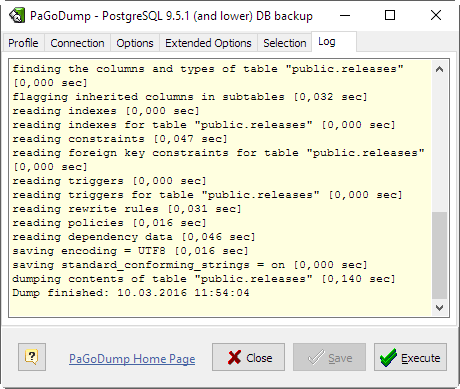 PaGoDump - PostgreSQL 9.5.1 (and lower) DB backup
Profile Connection Options Extended Options Selection Log
finding the columns and types of table "public.releases"
[0,000 sec]
flagging inherited columns in subtables [0,032 sec]
reading indexes [0,000 sec]
reading indexes for table "public.releases" [0,000 sec]
reading constraints [0,047 sec]
reading foreign key constraints for table "public.releases"
[0,000 sec]
reading triggers [0,000 sec]
reading triggers for table "public.releases" [0,000 sec]
reading rewrite rules [0,031 sec]
reading policies [0,016 sec]
reading dependency data [0,046 sec]
saving encoding = UTF8 [0,016 sec]
saving standard_conforming_strings = on [0,000 sec]
dumping contents of table "public.releases" [0,140 sec]
Dump finished: 10.03.2016 11:54:04
? PaGoDump Home Page Close Save Execute